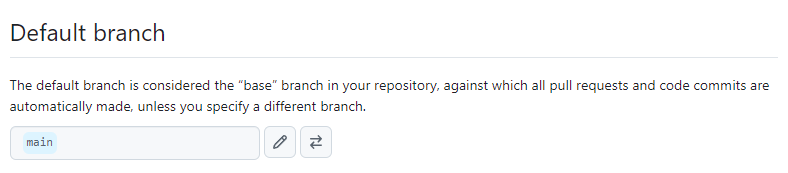 Default branch
The default branch is considered the “base” branch in your repository, against which all pull requests and code commits are
automatically made, unless you specify a different branch.
main